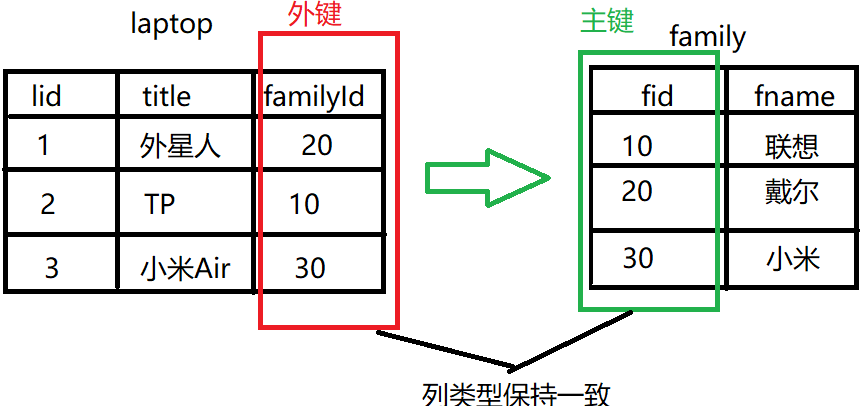 laptop
外键
lid title familyId
1 外星人 20
2 TP 10
3 小米Air 30
主键
family
fid fname
10 联想
20 戴尔
30 小米
列类型保持一致